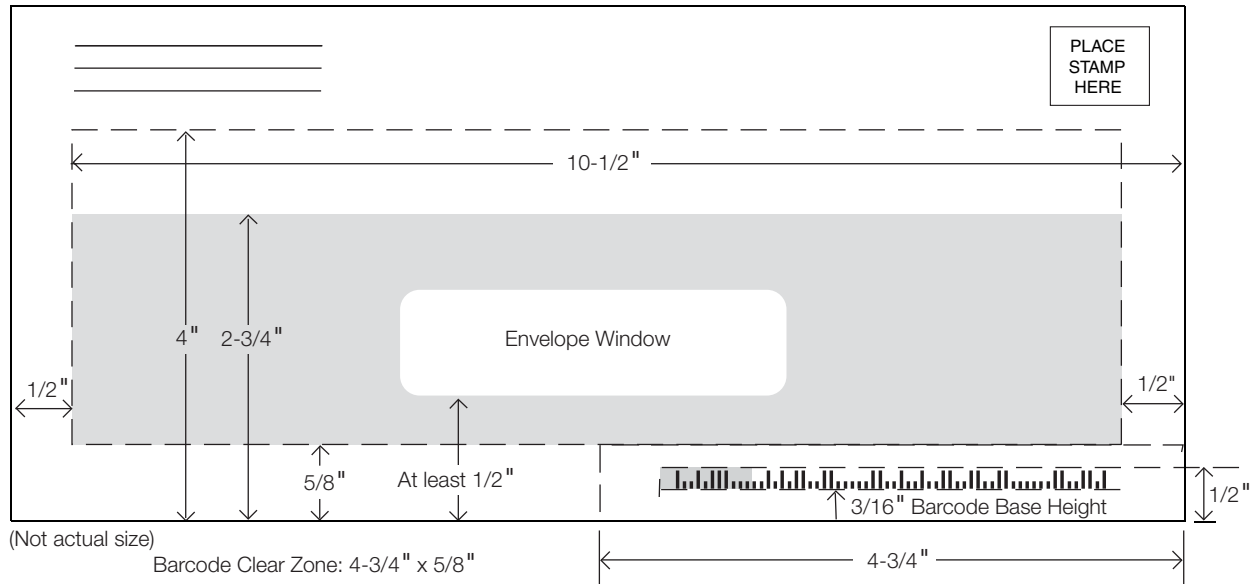 PLACE
STAMP
HERE
10-1/2"
4"
2-3/4"
Envelope Window
1/2"
1/2"
5/8"
At least 1/2"
1/2"
3/16" Barcode Base Height
(Not actual size)
Barcode Clear Zone: 4-3/4" x 5/8"
4-3/4"